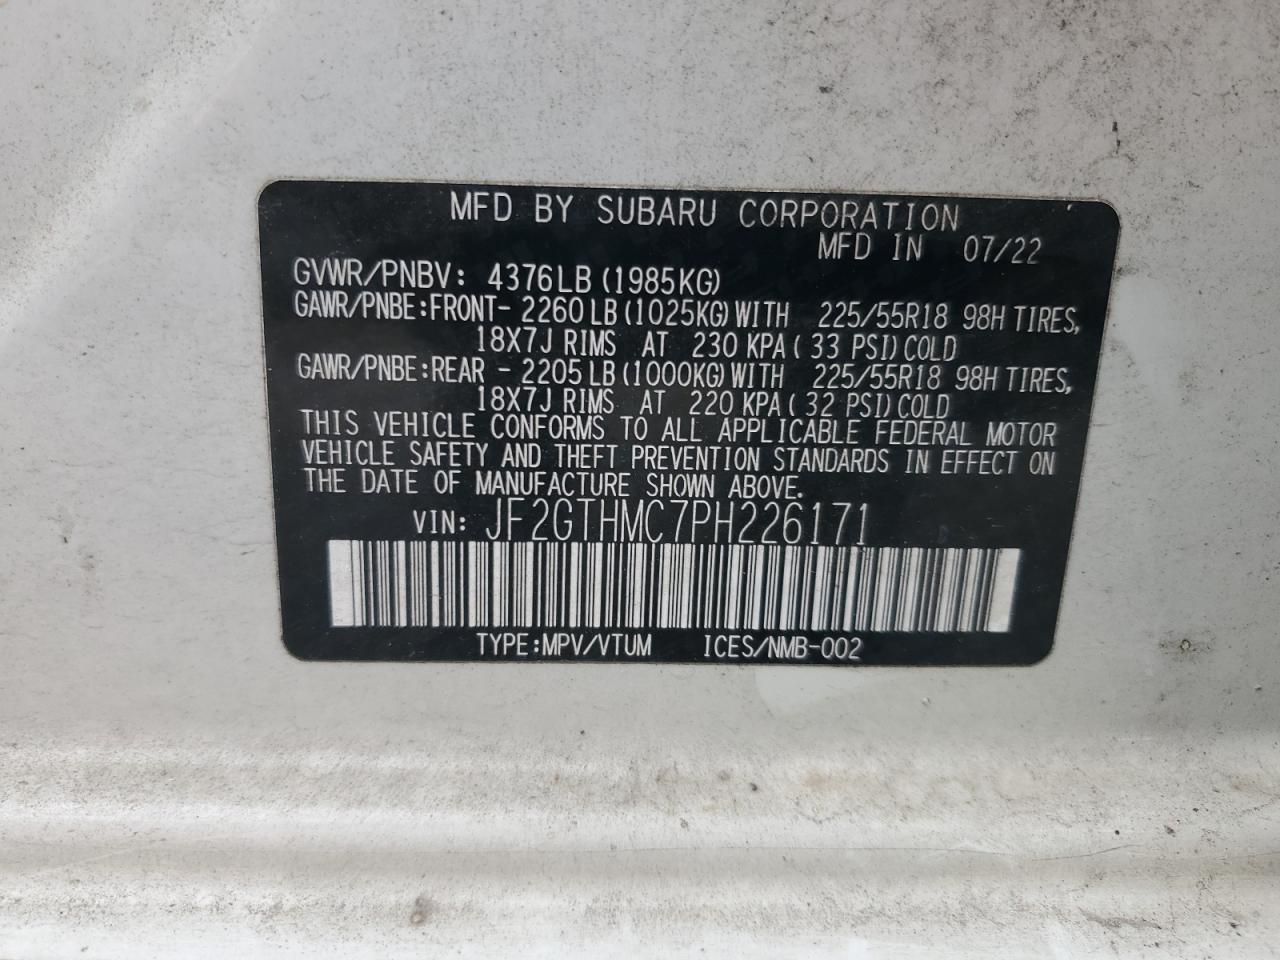 MFD BY SUBARU CORPORATION
MFD IN 07/22
GVWR/PNBV: 4376LB (1985KG)
GAWR/PNBE:FRONT- 2260LB (1025KG) WITH 225/55R18 98H TIRES,
18X7J RIMS AT 230 KPA ( 33 PSI) COLD
GAWR/PNBE:REAR - 2205LB (1000KG) WITH 225/55R18 98H TIRES,
18X7J RIMS AT 220 KPA ( 32 PSI) COLD
THIS VEHICLE CONFORMS TO ALL APPLICABLE FEDERAL MOTOR
VEHICLE SAFETY AND THEFT PREVENTION STANDARDS IN EFFECT ON
THE DATE OF MANUFACTURE SHOWN ABOVE.
VIN: JF2GTHMC7PH226171
TYPE:MPV/VTUM ICES/NMB-002